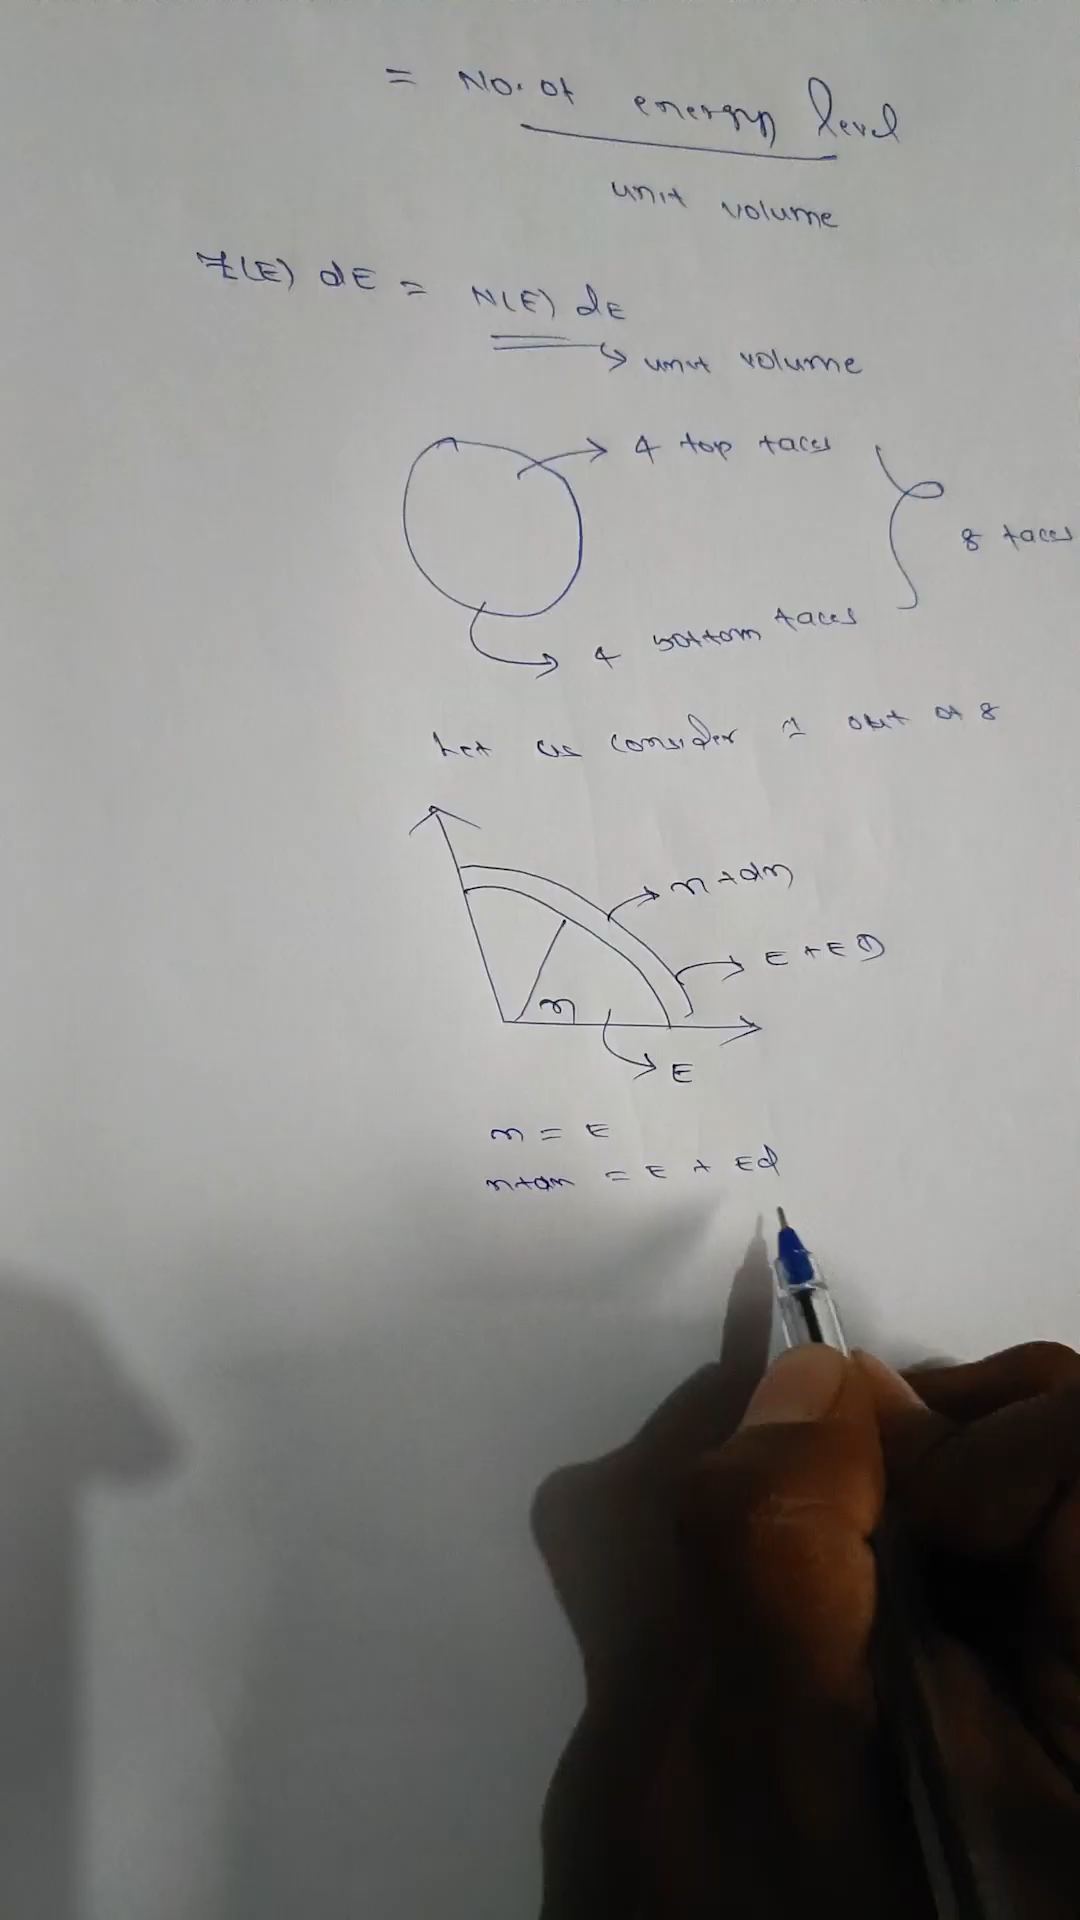 = No. of energy level
unit volume
Z(E) dE = N(E) dE
unit volume
4 top faces
8 faces
4 bottom faces
Let us consider 1 out of 8
n+dn
E + Ed
n
E
n = E
n+dn = E + Ed